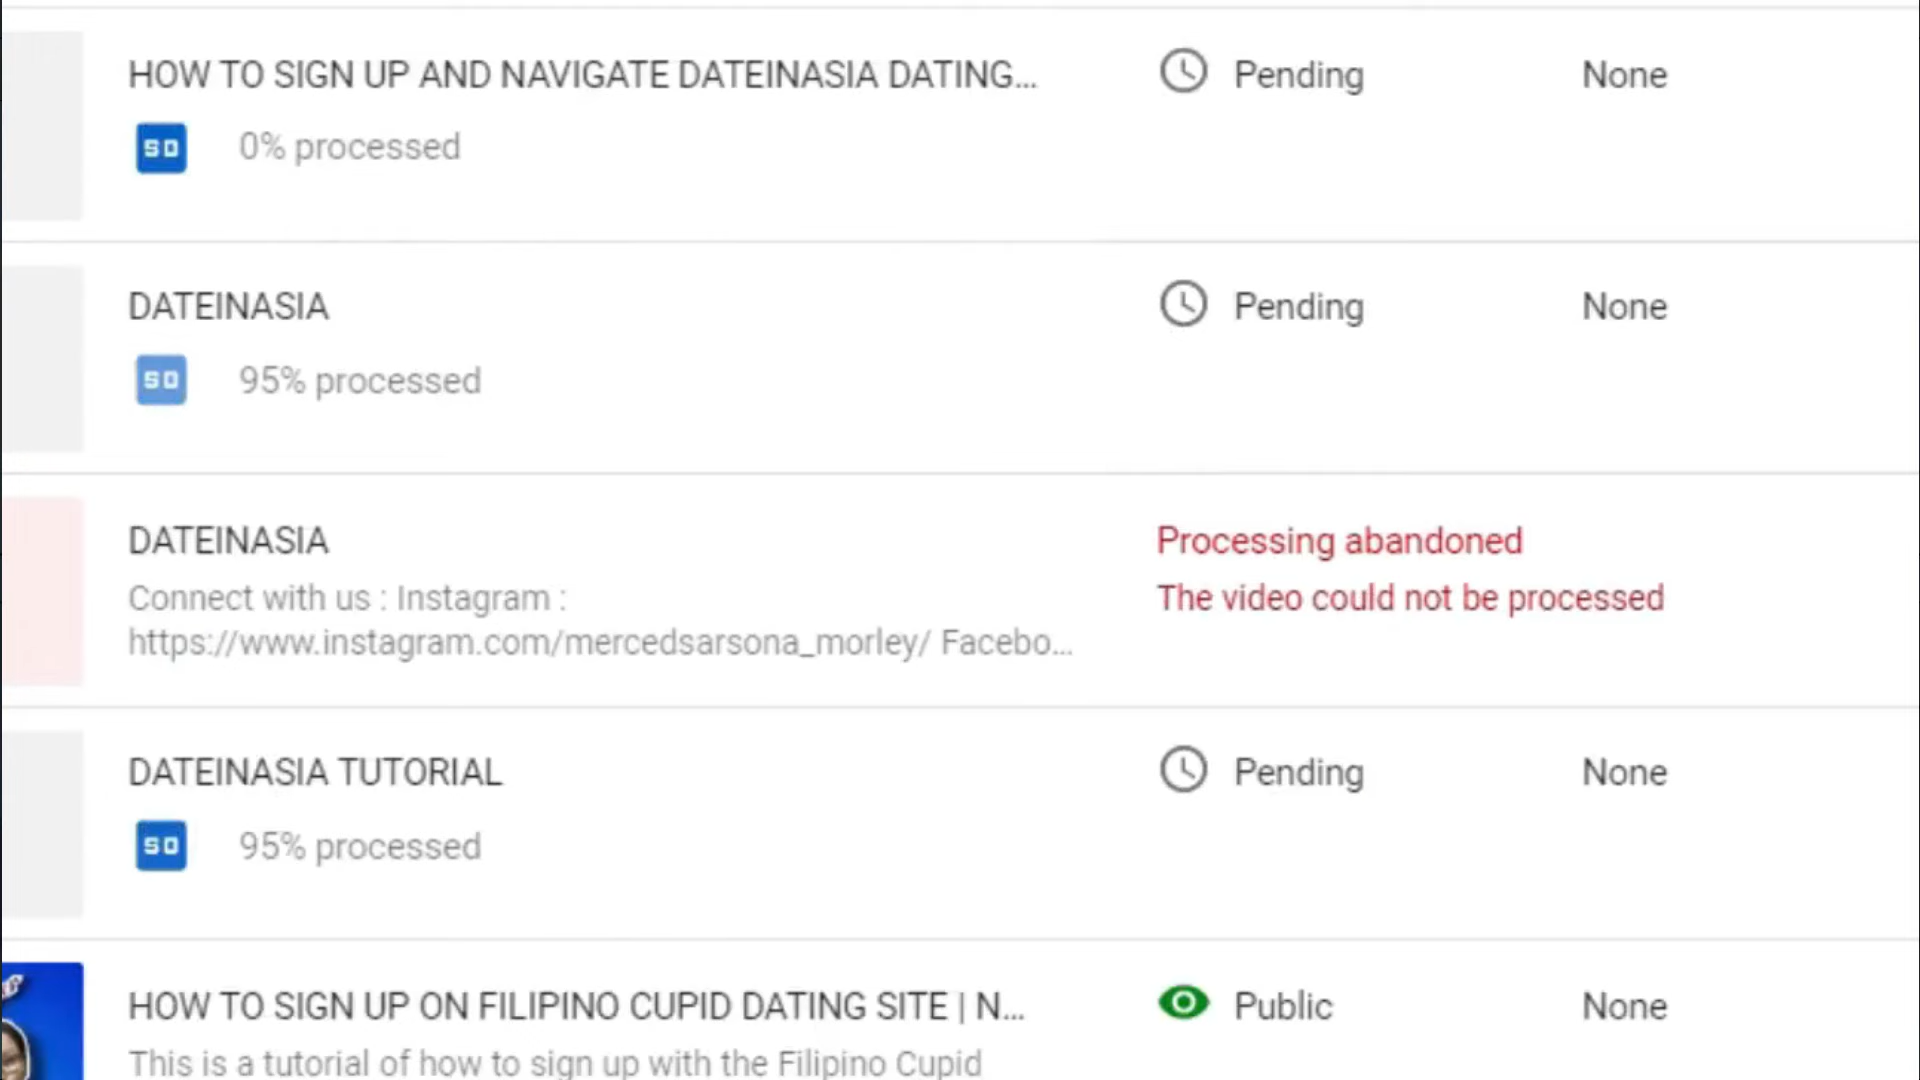 HOW TO SIGN UP AND NAVIGATE DATEINASIA DATING... Pending None
SD 0% processed
DATEINASIA Pending None
SD 95% processed
DATEINASIA Processing abandoned
Connect with us : Instagram : The video could not be processed
https://www.instagram.com/mercedsarsona_morley/ Facebo...
DATEINASIA TUTORIAL Pending None
SD 95% processed
HOW TO SIGN UP ON FILIPINO CUPID DATING SITE | N... Public None
This is a tutorial of how to sign up with the Filipino Cupid